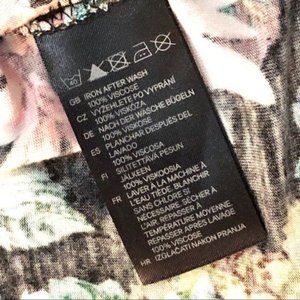 GB IRON AFTER WASH
100% VISCOSE
CZ VYŽEHLETE PO VYPRÁNÍ
100% VISKÓZA
DE NACH DER WÄSCHE BÜGELN
100% VISKOSE
ES PLANCHAR DESPUÉS DEL
LAVADO
100% VISCOSA
FI SILITETTÄVÄ PESUN
JÄLKEEN
100% VISKOOSIA
FR LAVER À LA MACHINE À
L'EAU TIÈDE. BLANCHIR
SANS CHLORE SI
NÉCESSAIRE. SÉCHER À
L'AIR. REPASSER À
TEMPÉRATURE MOYENNE
REPASSER APRÈS LAVAGE
100% VISCOSE
HR IZGLAČATI NAKON PRANJA